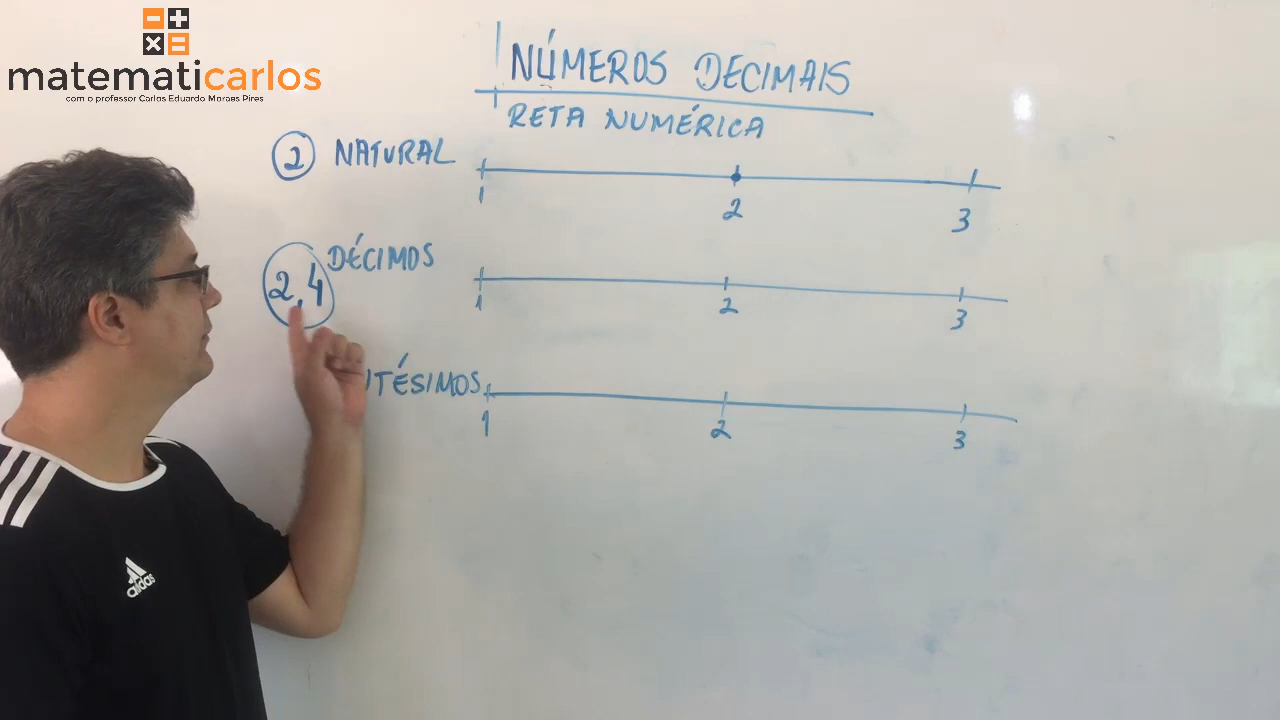 matematicarlos
com o professor Carlos Eduardo Moraes Pires
NÚMEROS DECIMAIS
RETA NUMÉRICA
2 NATURAL
1 2 3
DÉCIMOS
2,4
1 2 3
ITÉSIMOS
1 2 3
adidas